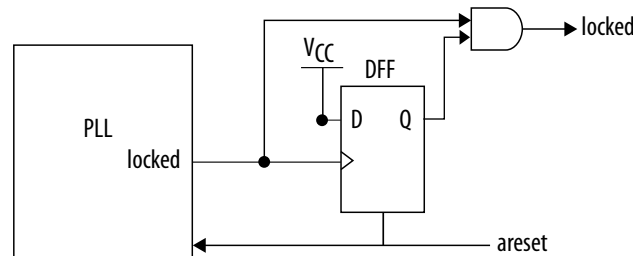 locked
VCC
DFF
D
Q
PLL
locked
areset